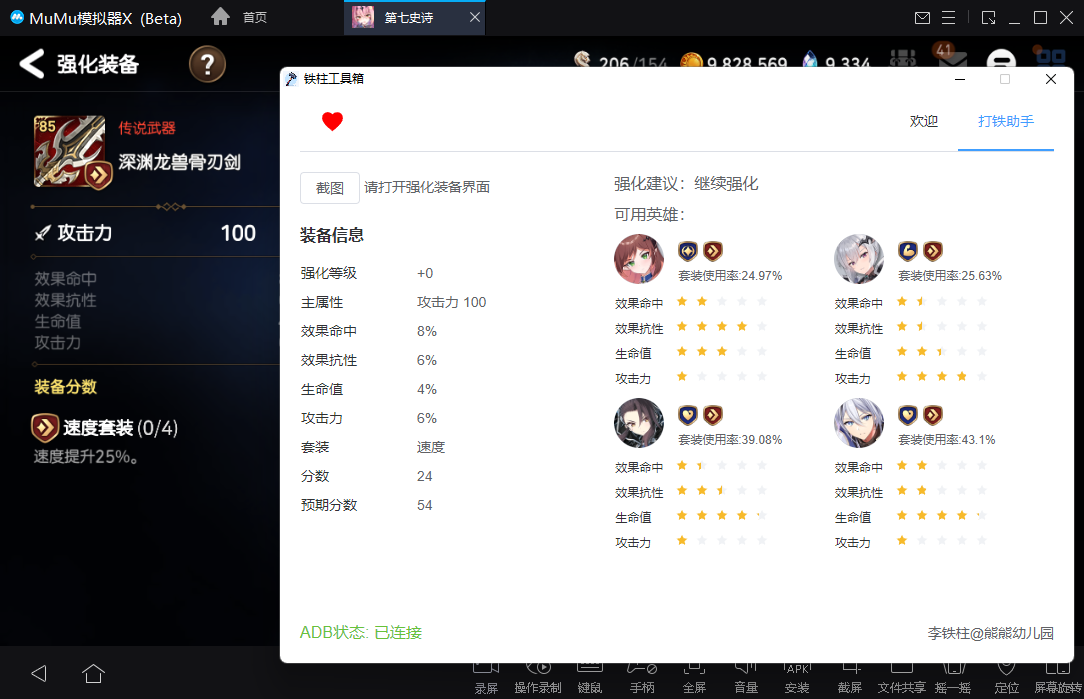 MuMu模拟器X (Beta)
首页
第七史诗
强化装备
?
206/154
9,828,569
9,334
41
85
传说武器
深渊龙兽骨刃剑
攻击力 100
效果命中
效果抗性
生命值
攻击力
装备分数
速度套装 (0/4)
速度提升25%。
铁柱工具箱
欢迎
打铁助手
截图 请打开强化装备界面
装备信息
强化等级 +0
主属性 攻击力 100
效果命中 8%
效果抗性 6%
生命值 4%
攻击力 6%
套装 速度
分数 24
预期分数 54
强化建议：继续强化
可用英雄：
套装使用率:24.97%
效果命中
效果抗性
生命值
攻击力
套装使用率:25.63%
效果命中
效果抗性
生命值
攻击力
套装使用率:39.08%
效果命中
效果抗性
生命值
攻击力
套装使用率:43.1%
效果命中
效果抗性
生命值
攻击力
ADB状态: 已连接
李铁柱@熊熊幼儿园
录屏
操作录制
键鼠
手柄
全屏
音量
APK
安装
截屏
文件共享
摇一摇
定位
屏幕旋转